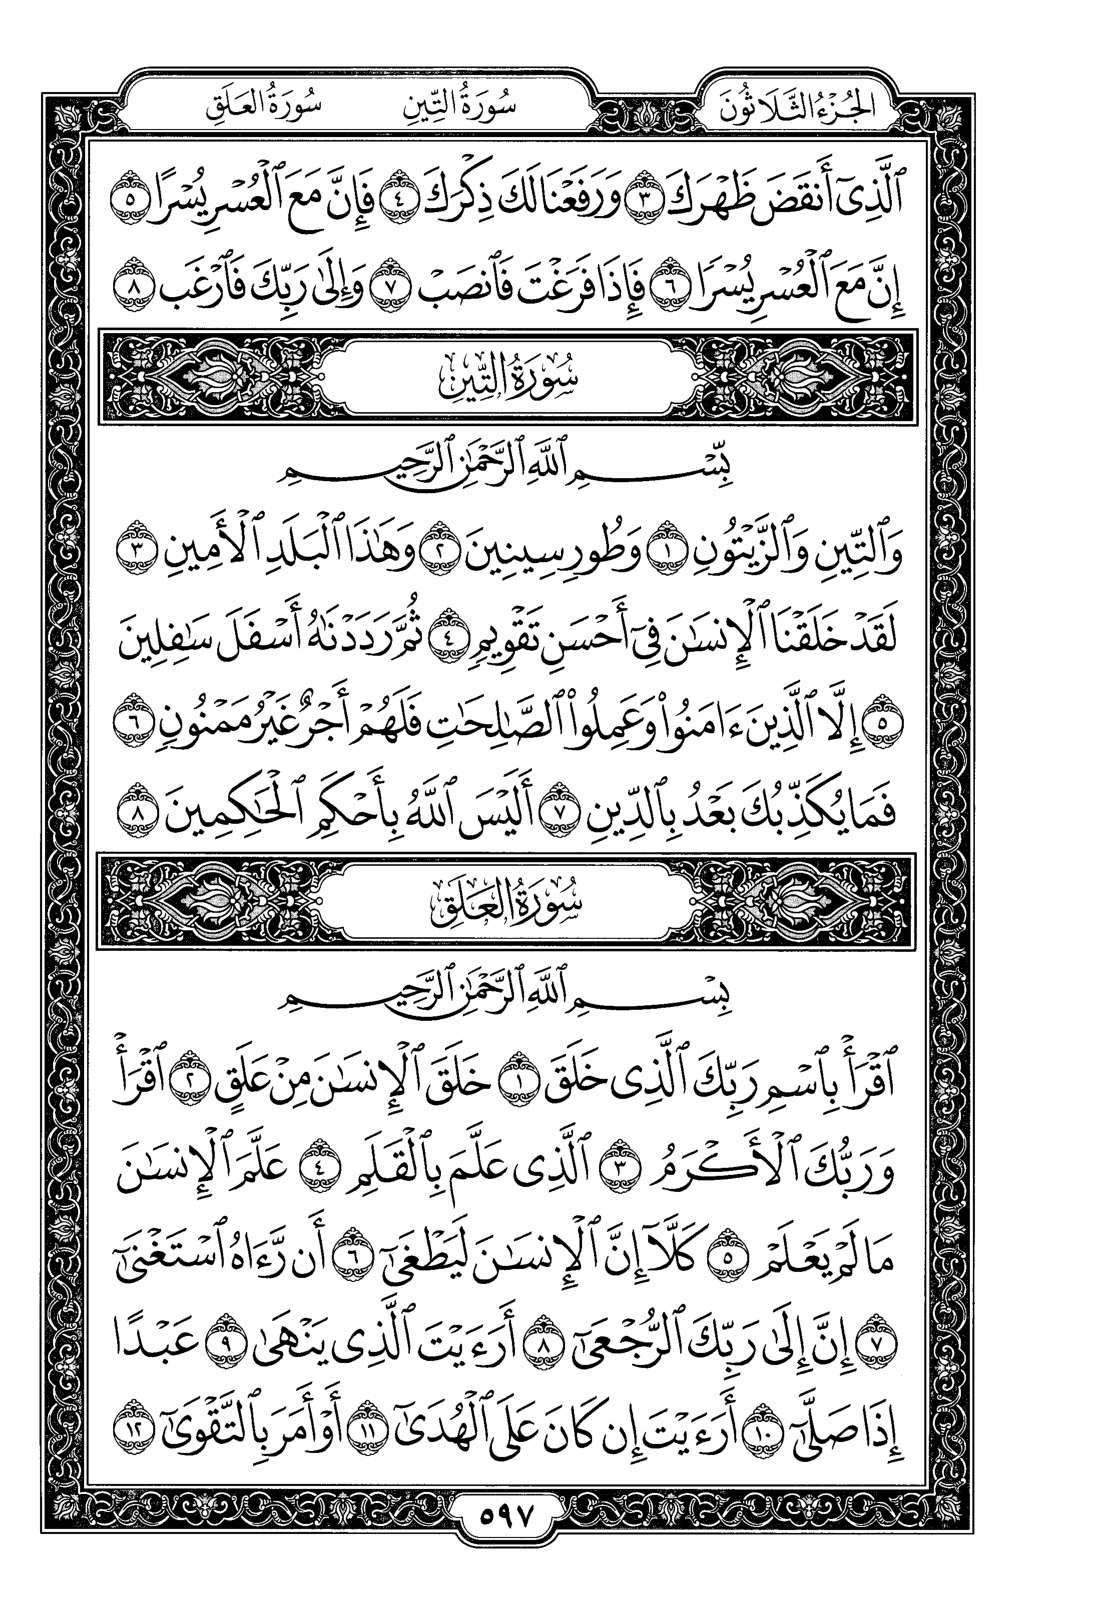 الجُزْءُ الثَّلَاثُونَ سُورَةُ التِّينِ سُورَةُ العَلَقِ
ٱلَّذِىٓ أَنقَضَ ظَهْرَكَ ٣ وَرَفَعْنَا لَكَ ذِكْرَكَ ٤ فَإِنَّ مَعَ ٱلْعُسْرِ يُسْرًا ٥
إِنَّ مَعَ ٱلْعُسْرِ يُسْرًا ٦ فَإِذَا فَرَغْتَ فَٱنصَبْ ٧ وَإِلَىٰ رَبِّكَ فَٱرْغَب ٨
سُورَةُ التِّينِ
بِّسْمِ ٱللَّهِ ٱلرَّحْمَٰنِ ٱلرَّحِيمِ
وَٱلتِّينِ وَٱلزَّيْتُونِ ١ وَطُورِ سِينِينَ ٢ وَهَٰذَا ٱلْبَلَدِ ٱلْأَمِينِ ٣
لَقَدْ خَلَقْنَا ٱلْإِنسَٰنَ فِىٓ أَحْسَنِ تَقْوِيمٍ ٤ ثُمَّ رَدَدْنَٰهُ أَسْفَلَ سَٰفِلِينَ
٥ إِلَّا ٱلَّذِينَ ءَامَنُوا۟ وَعَمِلُوا۟ ٱلصَّٰلِحَٰتِ فَلَهُمْ أَجْرٌ غَيْرُ مَمْنُونٍ ٦
فَمَا يُكَذِّبُكَ بَعْدُ بِٱلدِّينِ ٧ أَلَيْسَ ٱللَّهُ بِأَحْكَمِ ٱلْحَٰكِمِينَ ٨
سُورَةُ العَلَقِ
بِسْمِ ٱللَّهِ ٱلرَّحْمَٰنِ ٱلرَّحِيمِ
ٱقْرَأْ بِٱسْمِ رَبِّكَ ٱلَّذِى خَلَقَ ١ خَلَقَ ٱلْإِنسَٰنَ مِنْ عَلَقٍ ٢ ٱقْرَأْ
وَرَبُّكَ ٱلْأَكْرَمُ ٣ ٱلَّذِى عَلَّمَ بِٱلْقَلَمِ ٤ عَلَّمَ ٱلْإِنسَٰنَ
مَا لَمْ يَعْلَمْ ٥ كَلَّآ إِنَّ ٱلْإِنسَٰنَ لَيَطْغَىٰٓ ٦ أَن رَّءَاهُ ٱسْتَغْنَىٰٓ
٧ إِنَّ إِلَىٰ رَبِّكَ ٱلرُّجْعَىٰٓ ٨ أَرَءَيْتَ ٱلَّذِى يَنْهَىٰ ٩ عَبْدًا
إِذَا صَلَّىٰٓ ١٠ أَرَءَيْتَ إِن كَانَ عَلَى ٱلْهُدَىٰٓ ١١ أَوْ أَمَرَ بِٱلتَّقْوَىٰٓ ١٢
٥٩٧